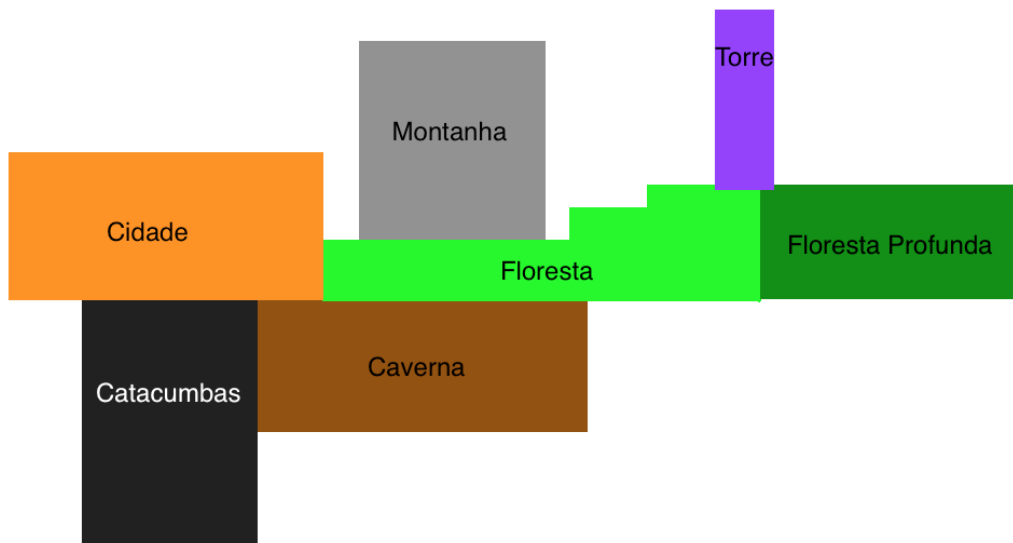 Torre
Montanha
Cidade
Floresta Profunda
Floresta
Caverna
Catacumbas